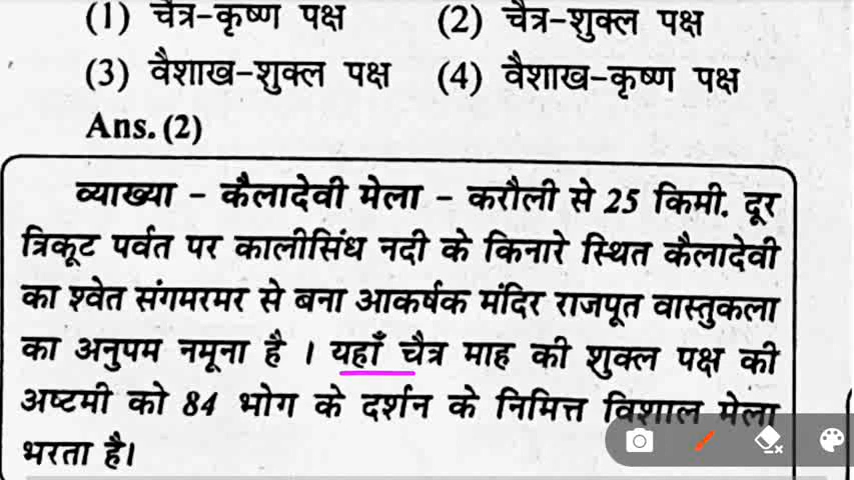 (1) चैत्र-कृष्ण पक्ष (2) चैत्र-शुक्ल पक्ष
(3) वैशाख-शुक्ल पक्ष (4) वैशाख-कृष्ण पक्ष
Ans. (2)
व्याख्या - कैलादेवी मेला - करौली से 25 किमी. दूर
त्रिकूट पर्वत पर कालीसिंध नदी के किनारे स्थित कैलादेवी
का श्वेत संगमरमर से बना आकर्षक मंदिर राजपूत वास्तुकला
का अनुपम नमूना है । यहाँ चैत्र माह की शुक्ल पक्ष की
अष्टमी को 84 भोग के दर्शन के निमित्त विशाल मेला
भरता है।